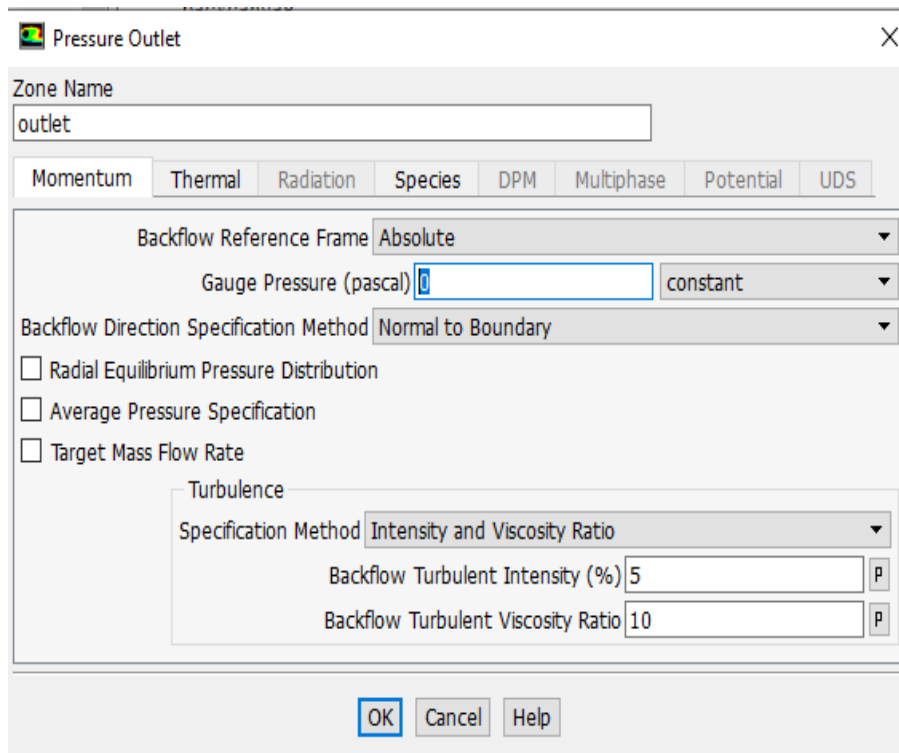 Pressure Outlet
Zone Name
outlet
Momentum Thermal Radiation Species DPM Multiphase Potential UDS
Backflow Reference Frame Absolute
Gauge Pressure (pascal) 0 constant
Backflow Direction Specification Method Normal to Boundary
Radial Equilibrium Pressure Distribution
Average Pressure Specification
Target Mass Flow Rate
Turbulence
Specification Method Intensity and Viscosity Ratio
Backflow Turbulent Intensity (%) 5 P
Backflow Turbulent Viscosity Ratio 10 P
OK Cancel Help